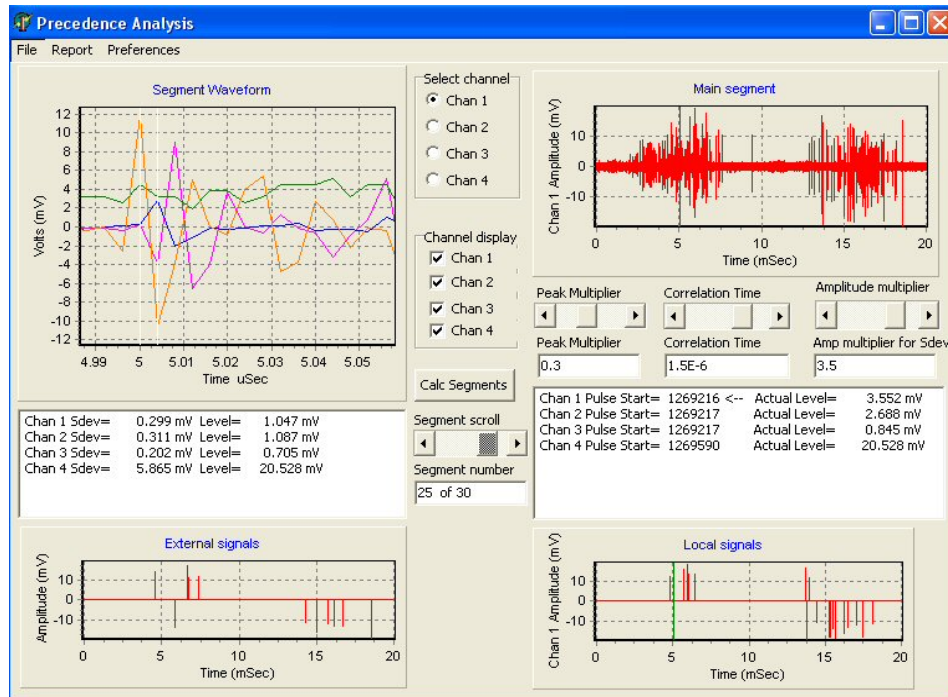 Precedence Analysis
File Report Preferences
Segment Waveform
Volts (mV)
12
10
8
6
4
2
0
-2
-4
-6
-8
-10
-12
4.99 5 5.01 5.02 5.03 5.04 5.05
Time uSec
Select channel
Chan 1
Chan 2
Chan 3
Chan 4
Channel display
Chan 1
Chan 2
Chan 3
Chan 4
Calc Segments
Segment scroll
Segment number
25 of 30
Main segment
Chan 1 Amplitude (mV)
10
0
-10
0 5 10 15 20
Time (mSec)
Peak Multiplier Correlation Time Amplitude multiplier
Peak Multiplier Correlation Time Amp multiplier for Sdev
0.3 1.5E-6 3.5
Chan 1 Sdev= 0.299 mV Level= 1.047 mV
Chan 2 Sdev= 0.311 mV Level= 1.087 mV
Chan 3 Sdev= 0.202 mV Level= 0.705 mV
Chan 4 Sdev= 5.865 mV Level= 20.528 mV
Chan 1 Pulse Start= 1269216 <-- Actual Level= 3.552 mV
Chan 2 Pulse Start= 1269217 Actual Level= 2.688 mV
Chan 3 Pulse Start= 1269217 Actual Level= 0.845 mV
Chan 4 Pulse Start= 1269590 Actual Level= 20.528 mV
External signals
Amplitude (mV)
10
0
-10
0 5 10 15 20
Time (mSec)
Local signals
Chan 1 Amplitude (mV)
10
0
-10
0 5 10 15 20
Time (mSec)